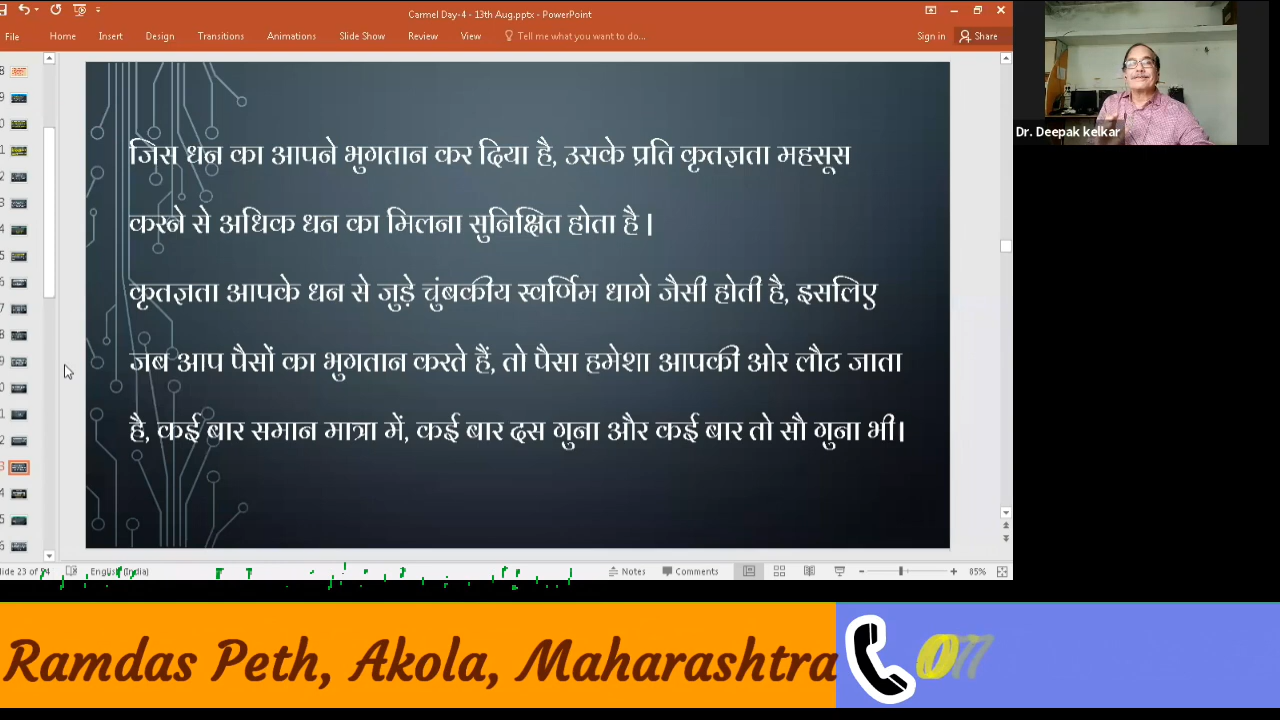 Carmel Day-4 - 13th Aug.pptx - PowerPoint
File Home Insert Design Transitions Animations Slide Show Review View Tell me what you want to do... Sign in Share
जिस धन का आपने भुगतान कर दिया है, उसके प्रति कृतज्ञता महसूस
करने से अधिक धन का मिलना सुनिक्षित होता है |
कृतज्ञता आपके धन से जुड़े चुंबकीय स्वर्णिम धागे जैसी होती है, इसलिए
जब आप पैसों का भुगतान करते हैं, तो पैसा हमेशा आपकी ओर लौट जाता
है, कई बार समान मात्रा में, कई बार दस गुना और कई बार तो सौ गुना भी।
Dr. Deepak kelkar
English (India) Notes Comments 85%
Ramdas Peth, Akola, Maharashtra